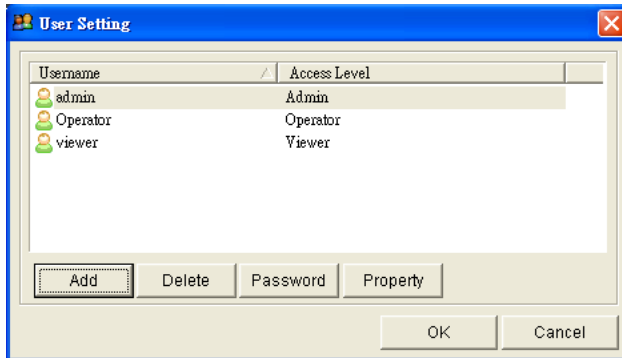 User Setting
Username Access Level
admin Admin
Operator Operator
viewer Viewer
Add Delete Password Property
OK Cancel